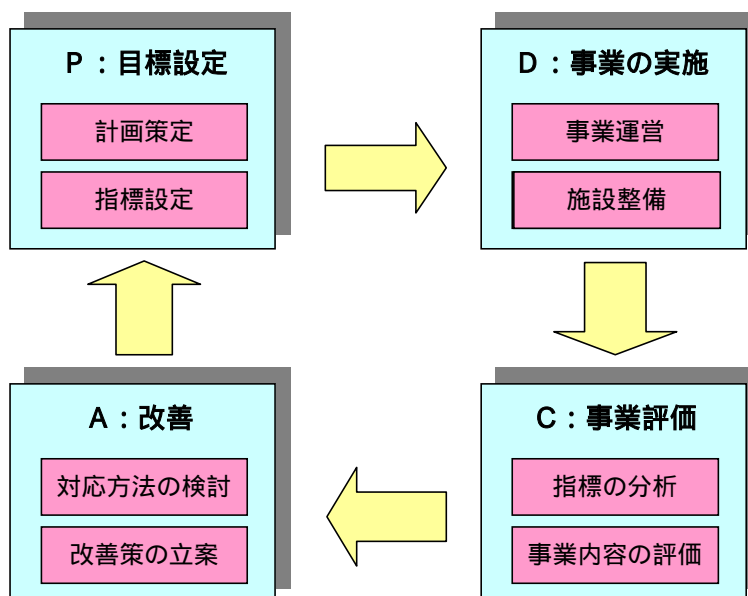 P：目標設定
計画策定
指標設定
D：事業の実施
事業運営
施設整備
A：改善
対応方法の検討
改善策の立案
C：事業評価
指標の分析
事業内容の評価